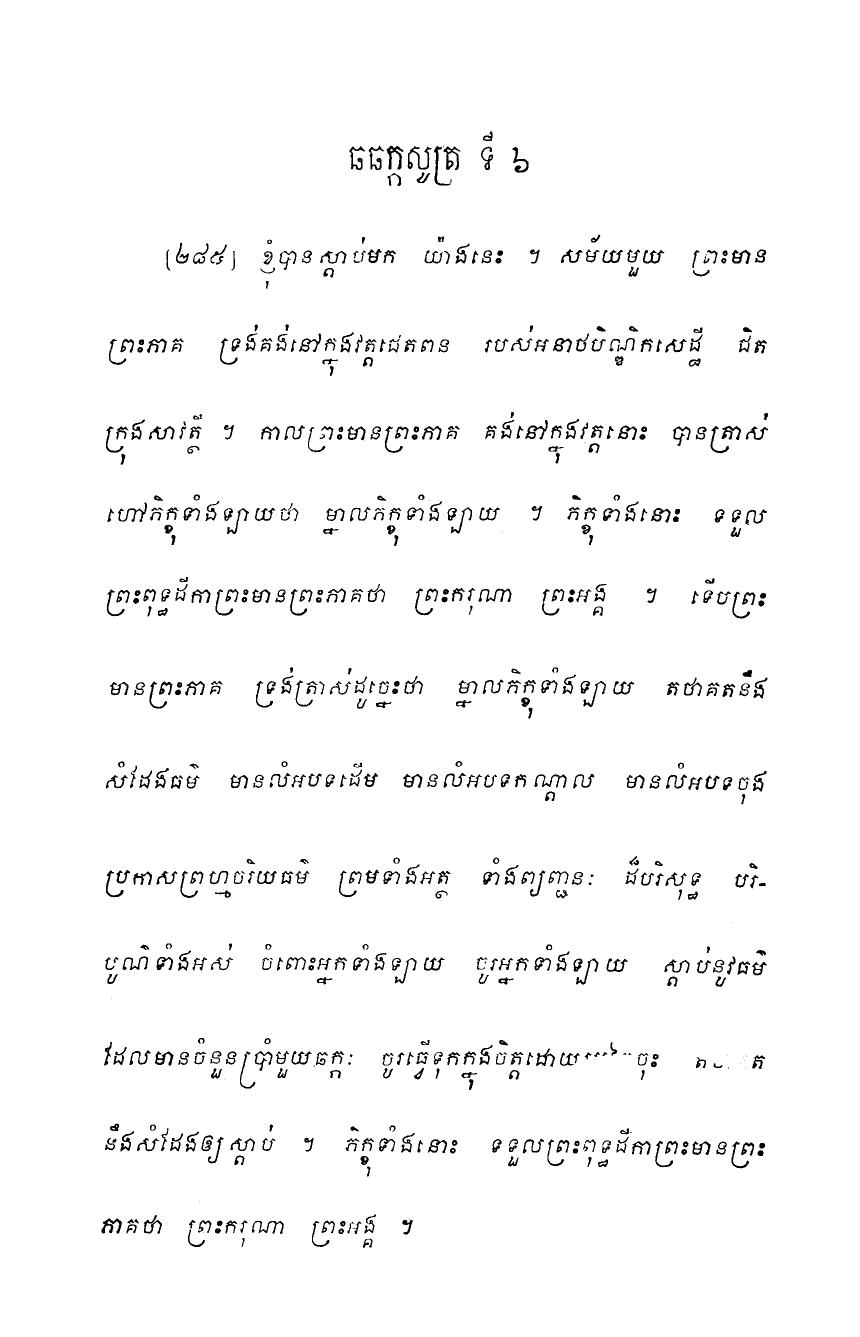 ឆឆក្កសូត្រ ទី ៦
[២៨៥] ខ្ញុំបានស្តាប់មក យ៉ាងនេះ ។ សម័យមួយ ព្រះមាន
ព្រះភាគ ទ្រង់គង់នៅក្នុងវត្តជេតពន របស់អនាថបិណ្ឌិកសេដ្ឋី ជិត
ក្រុងសាវត្ថី ។ កាលព្រះមានព្រះភាគ គង់នៅក្នុងវត្តនោះ បានត្រាស់
ហៅភិក្ខុទាំងឡាយថា ម្នាលភិក្ខុទាំងឡាយ ។ ភិក្ខុទាំងនោះ ទទួល
ព្រះពុទ្ធដីកាព្រះមានព្រះភាគថា ព្រះករុណា ព្រះអង្គ ។ ទើបព្រះ
មានព្រះភាគ ទ្រង់ត្រាស់ដូច្នេះថា ម្នាលភិក្ខុទាំងឡាយ តថាគតនឹង
សំដែងធម៌ មានលំអបទដើម មានលំអបទកណ្តាល មានលំអបទចុង
ប្រកាសព្រហ្មចរិយធម៌ ព្រមទាំងអត្ថ ទាំងព្យញ្ជនៈ ដ៏បរិសុទ្ធ បរិ-
បូណ៌ទាំងអស់ ចំពោះអ្នកទាំងឡាយ ចូរអ្នកទាំងឡាយ ស្តាប់នូវធម៌
ដែលមានចំនួនប្រាំមួយឆក្កៈ ចូរធ្វើទុកក្នុងចិត្តដោយ ចុះ ត
នឹងសំដែងឲ្យស្តាប់ ។ ភិក្ខុទាំងនោះ ទទួលព្រះពុទ្ធដីកាព្រះមានព្រះ
ភាគថា ព្រះករុណា ព្រះអង្គ ។